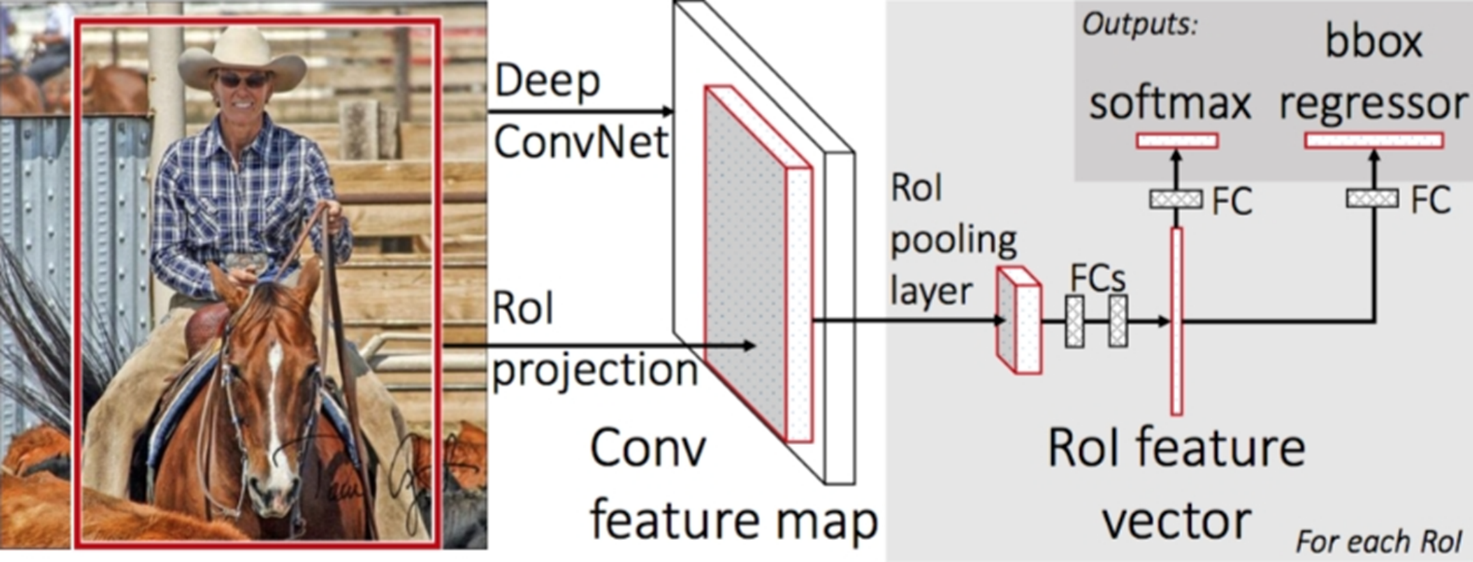 Deep
ConvNet
RoI
projection
Conv
feature map
RoI
pooling
layer
FCs
Outputs:
softmax
bbox
regressor
FC
FC
RoI feature
vector
For each RoI